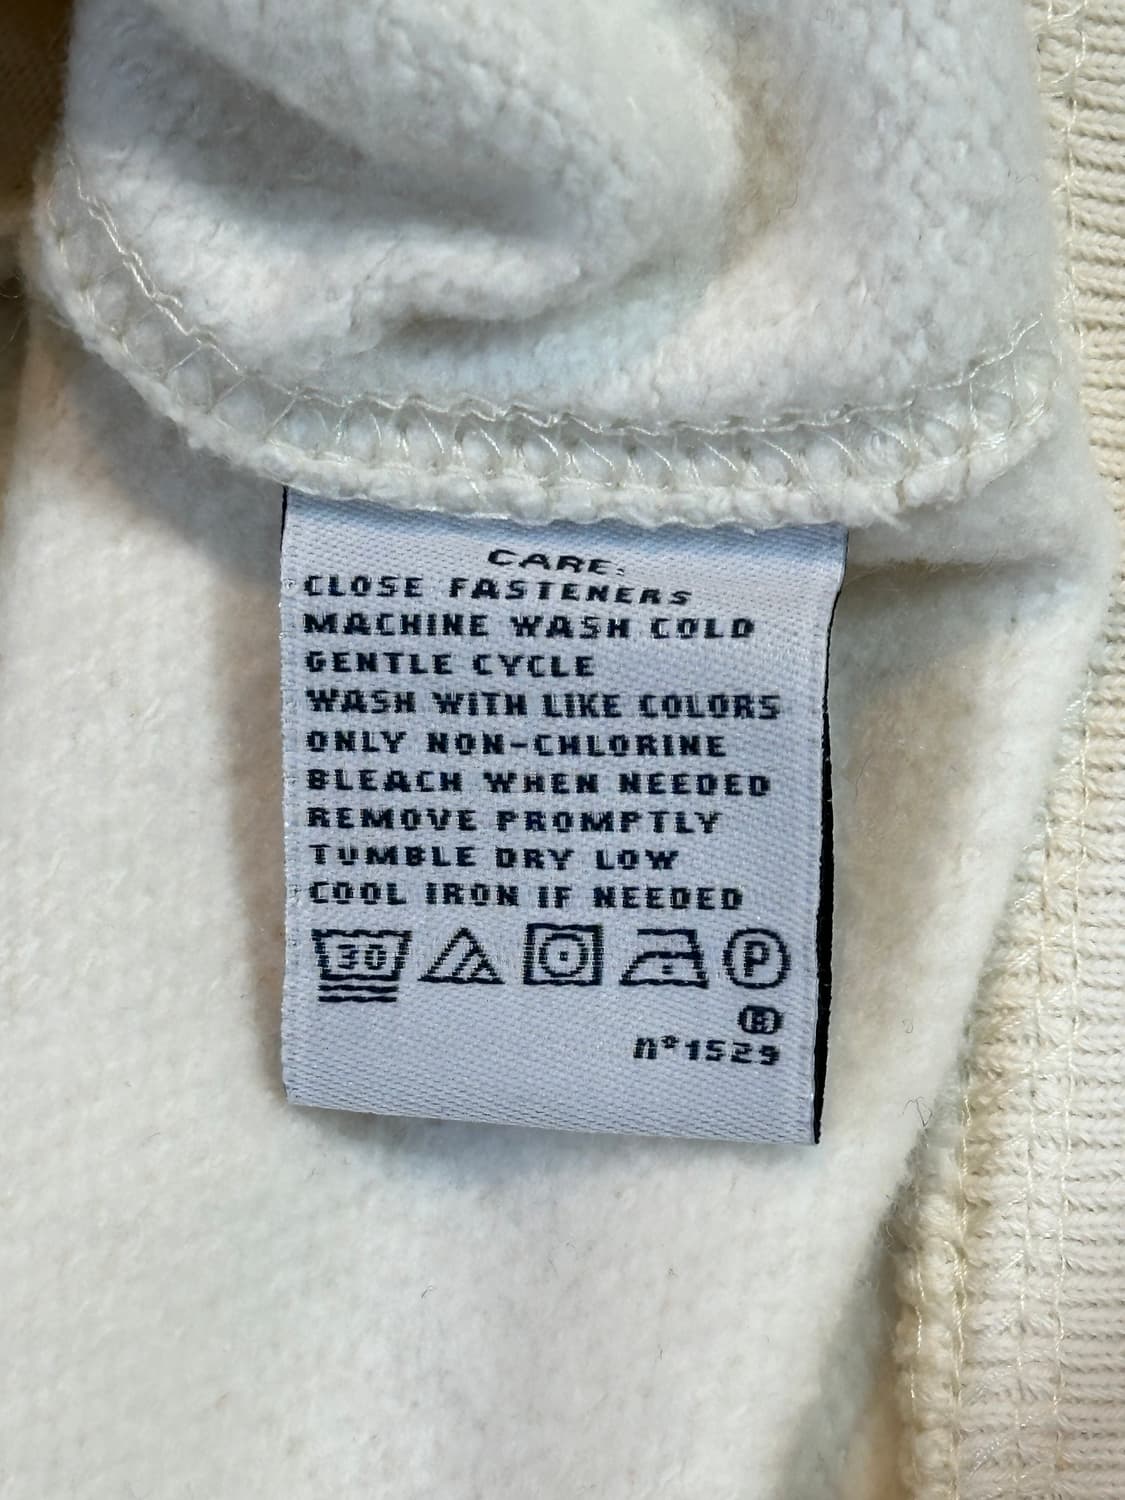 CARE:
CLOSE FASTENERS
MACHINE WASH COLD
GENTLE CYCLE
WASH WITH LIKE COLORS
ONLY NON-CHLORINE
BLEACH WHEN NEEDED
REMOVE PROMPTLY
TUMBLE DRY LOW
COOL IRON IF NEEDED
30 P
H
nº1529